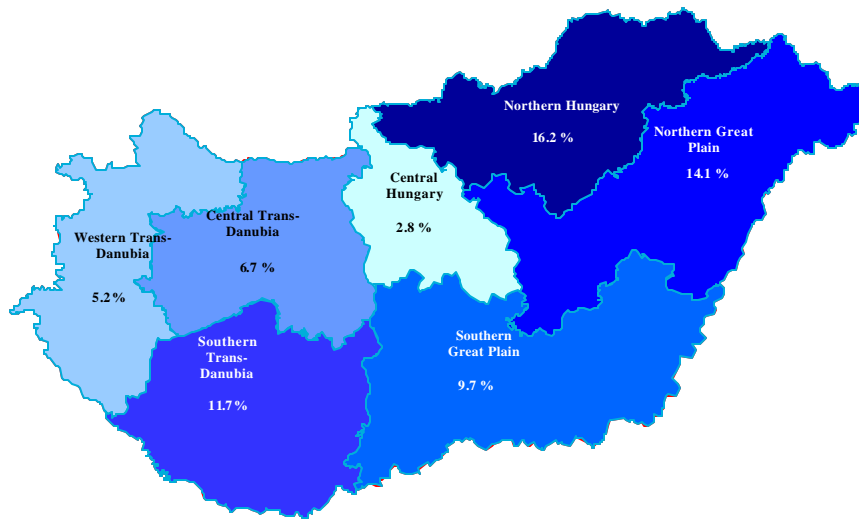 Northern Hungary
16.2 %
Northern Great
Plain
14.1 %
Central
Hungary
2.8 %
Central Trans-
Danubia
6.7 %
Western Trans-
Danubia
5.2%
Southern
Trans-
Danubia
11.7%
Southern
Great Plain
9.7 %